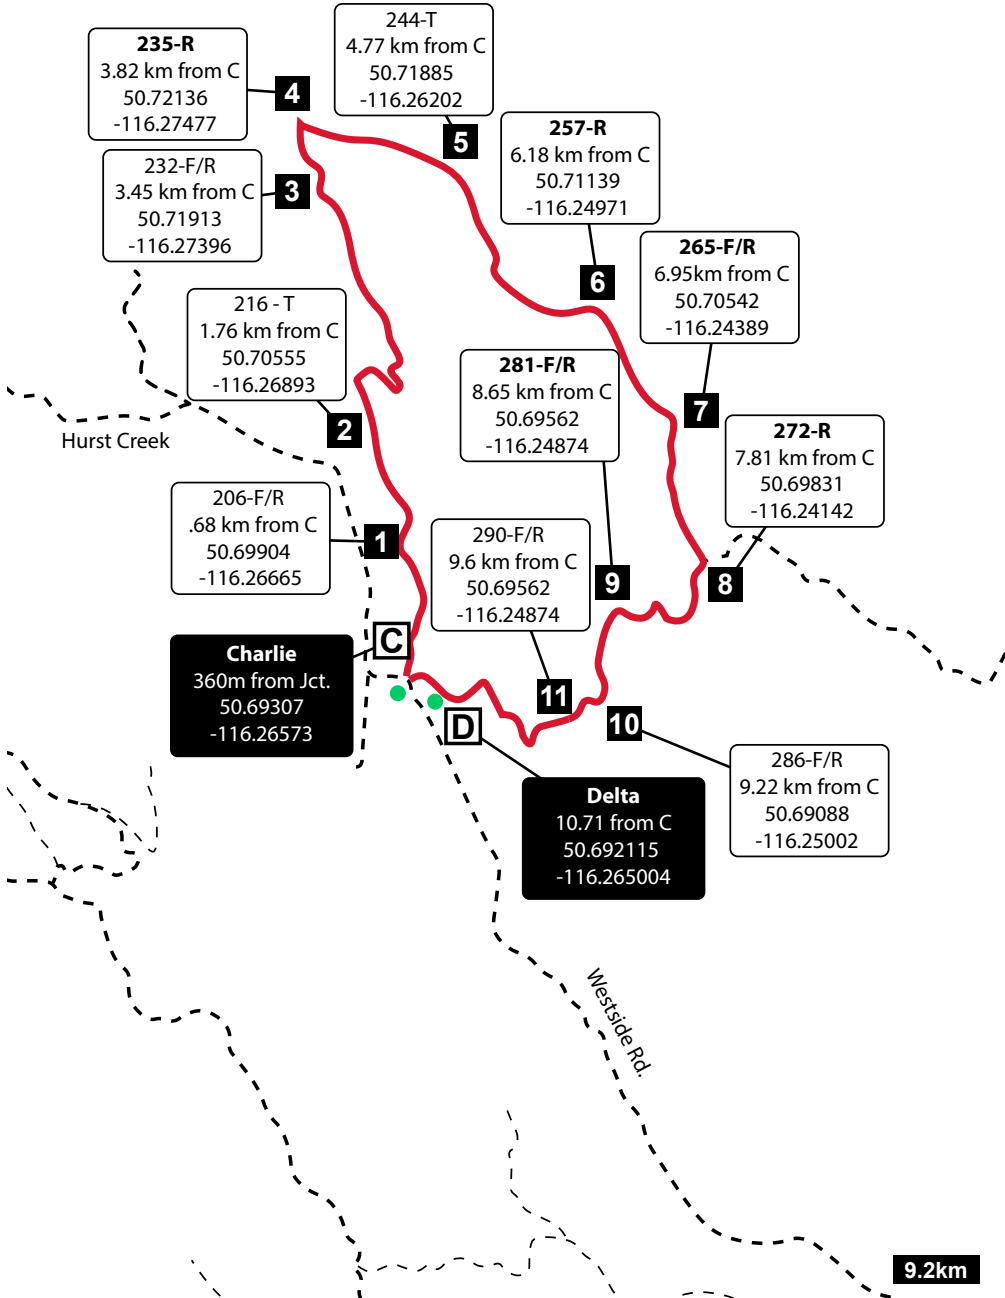 244-T
4.77 km from C
50.71885
-116.26202
235-R
3.82 km from C
50.72136
-116.27477
4
5
257-R
6.18 km from C
50.71139
-116.24971
232-F/R
3.45 km from C
50.71913
-116.27396
3
265-F/R
6.95km from C
50.70542
-116.24389
6
216 - T
1.76 km from C
50.70555
-116.26893
281-F/R
8.65 km from C
50.69562
-116.24874
7
2
Hurst Creek
272-R
7.81 km from C
50.69831
-116.24142
206-F/R
.68 km from C
50.69904
-116.26665
1
290-F/R
9.6 km from C
50.69562
-116.24874
9
8
C
Charlie
360m from Jct.
50.69307
-116.26573
11
10
D
286-F/R
9.22 km from C
50.69088
-116.25002
Delta
10.71 from C
50.692115
-116.265004
Westside Rd.
9.2km